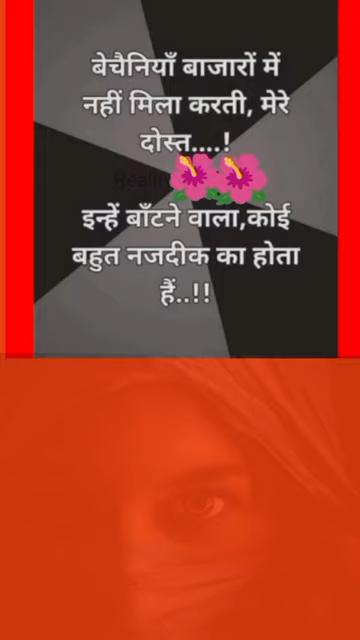 बेचैनियाँ बाजारों में
नहीं मिला करती, मेरे
दोस्त....!
इन्हें बाँटने वाला,कोई
बहुत नजदीक का होता
हैं..!!